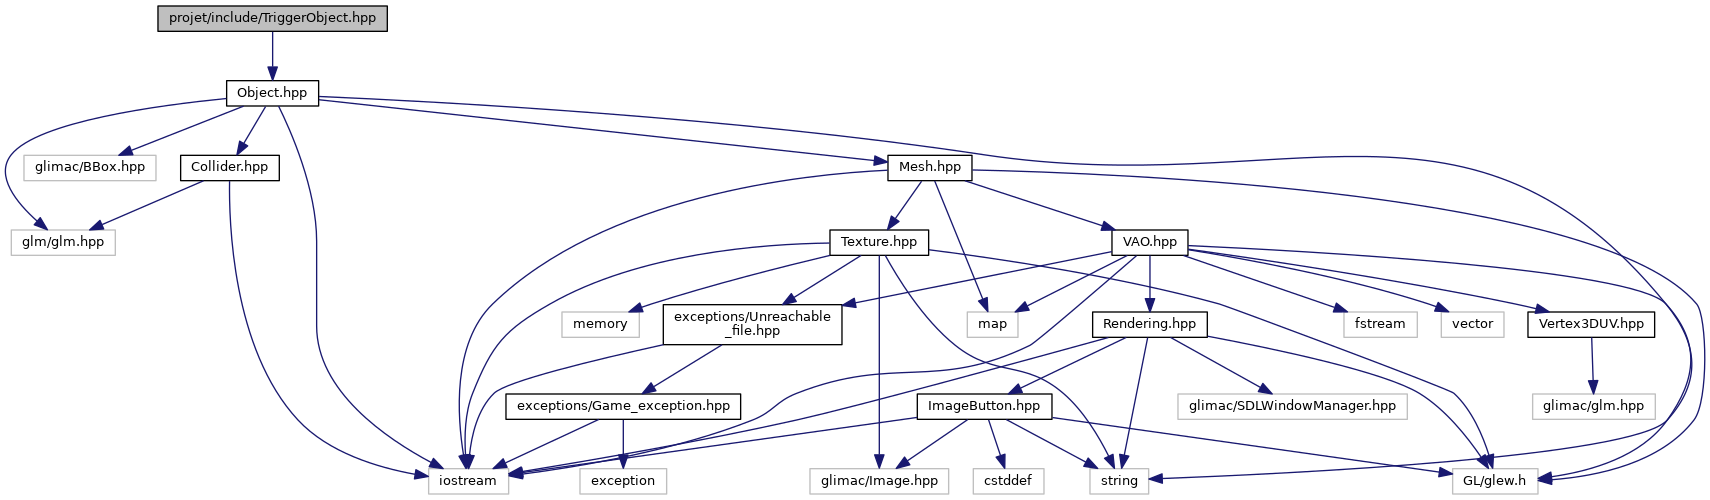 projet/include/TriggerObject.hpp
Object.hpp
glimac/BBox.hpp
Collider.hpp
Mesh.hpp
glm/glm.hpp
Texture.hpp
VAO.hpp
memory
exceptions/Unreachable
_file.hpp
map
Rendering.hpp
fstream
vector
Vertex3DUV.hpp
exceptions/Game_exception.hpp
ImageButton.hpp
glimac/SDLWindowManager.hpp
glimac/glm.hpp
iostream
exception
glimac/Image.hpp
cstddef
string
GL/glew.h